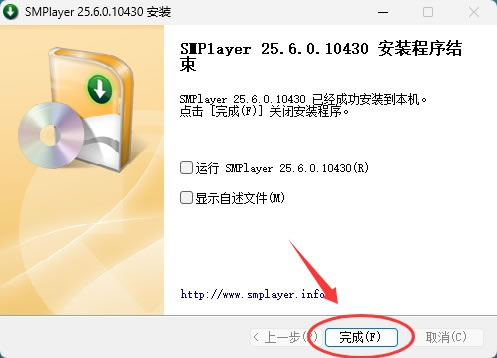 SMPlayer 25.6.0.10430 安装
SMPlayer 25.6.0.10430 安装程序结
束
SMPlayer 25.6.0.10430 已经成功安装到本机。
点击 [完成(F)] 关闭安装程序。
运行 SMPlayer 25.6.0.10430(R)
显示自述文件(M)
http://www.smplayer.info
< 上一步(P) 完成(F) 取消(C)